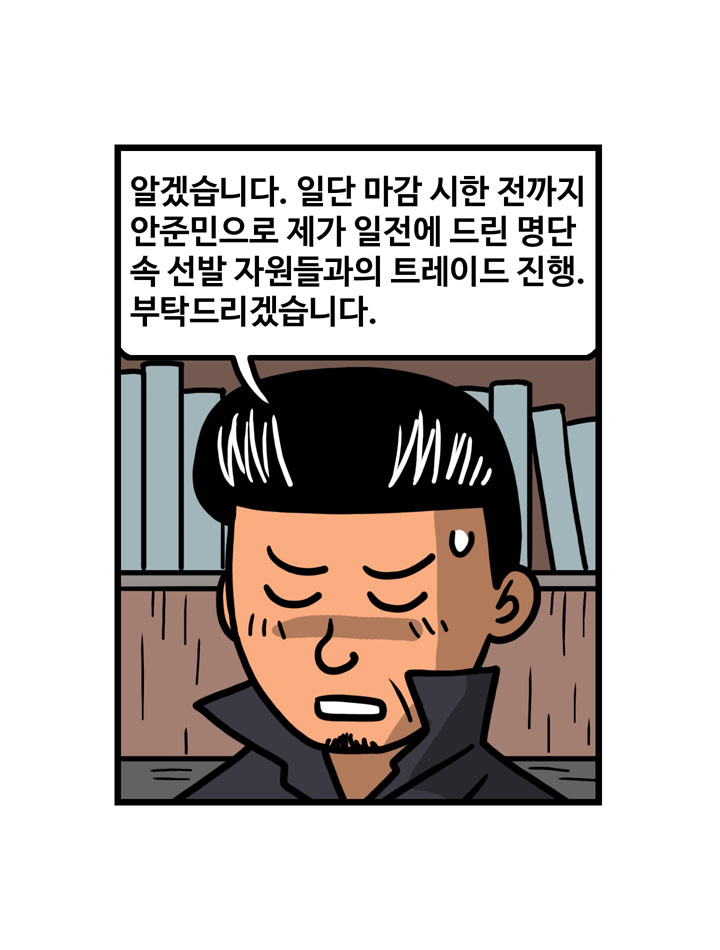 알겠습니다. 일단 마감 시한 전까지
안준민으로 제가 일전에 드린 명단
속 선발 자원들과의 트레이드 진행.
부탁드리겠습니다.